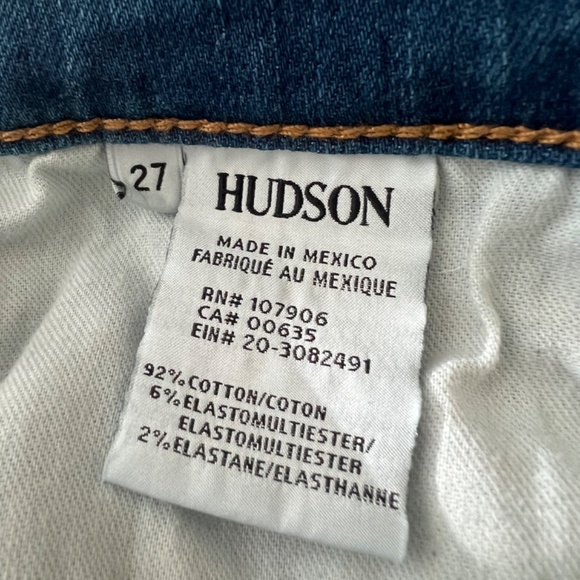 27
HUDSON
MADE IN MEXICO
FABRIQUÉ AU MEXIQUE
RN# 107906
CA# 00635
EIN# 20-3082491
92% COTTON/COTON
6% ELASTOMULTIESTER/
ELASTOMULTIESTER
2% ELASTANE/ELASTHANNE